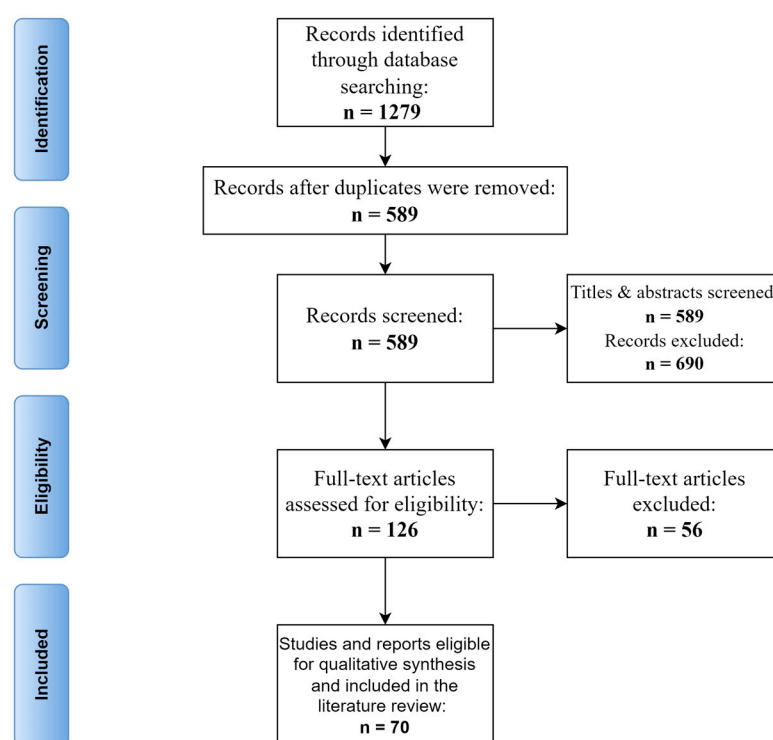 Identification
Records identified
through database
searching:
n = 1279
Records after duplicates were removed:
n = 589
Screening
Records screened:
n = 589
Titles & abstracts screened
n = 589
Records excluded:
n = 690
Eligibility
Full-text articles
assessed for eligibility:
n = 126
Full-text articles
excluded:
n = 56
Included
Studies and reports eligible
for qualitative synthesis
and included in the
literature review:
n = 70